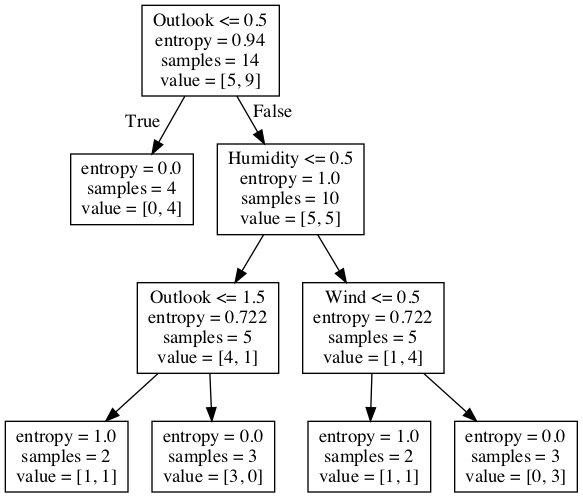 Outlook <= 0.5
entropy = 0.94
samples = 14
value = [5, 9]
True
False
entropy = 0.0
samples = 4
value = [0, 4]
Humidity <= 0.5
entropy = 1.0
samples = 10
value = [5, 5]
Outlook <= 1.5
entropy = 0.722
samples = 5
value = [4, 1]
Wind <= 0.5
entropy = 0.722
samples = 5
value = [1, 4]
entropy = 1.0
samples = 2
value = [1, 1]
entropy = 0.0
samples = 3
value = [3, 0]
entropy = 1.0
samples = 2
value = [1, 1]
entropy = 0.0
samples = 3
value = [0, 3]